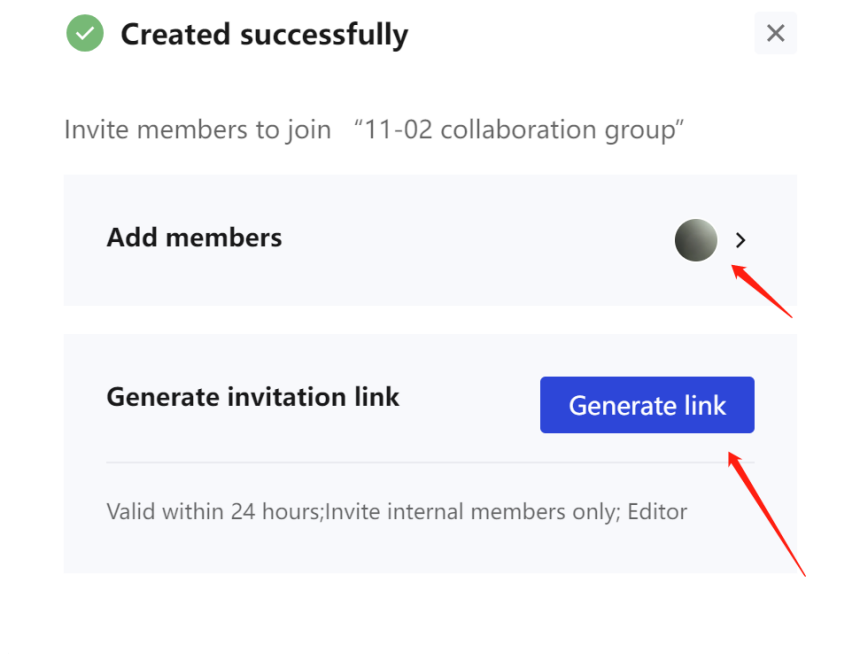 Created successfully
Invite members to join “11-02 collaboration group”
Add members
Generate invitation link
Generate link
Valid within 24 hours;Invite internal members only; Editor